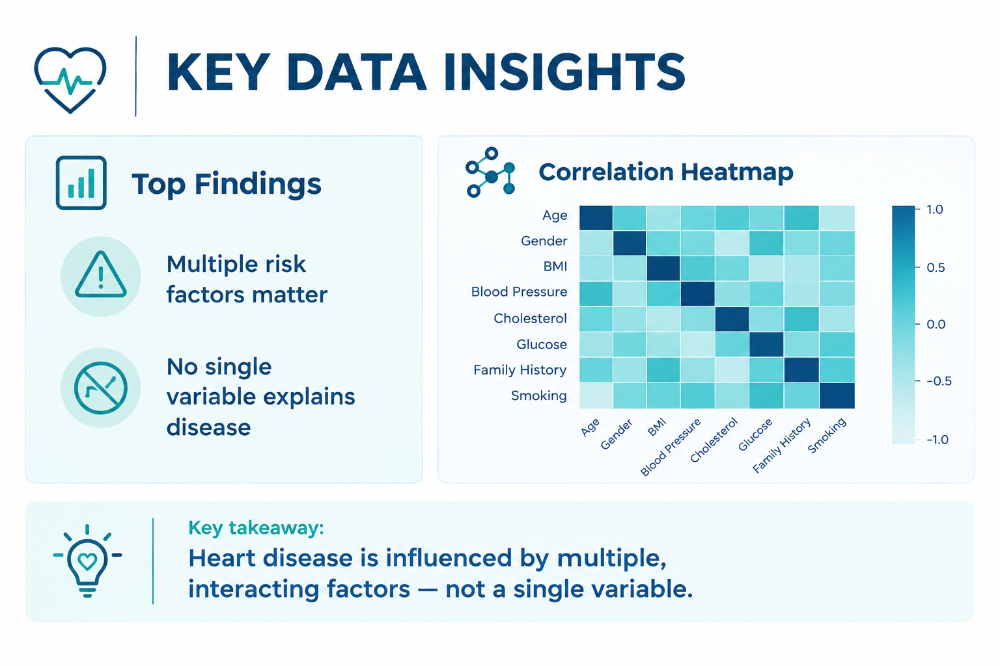 KEY DATA INSIGHTS
Top Findings
Multiple risk
factors matter
No single
variable explains
disease
Correlation Heatmap
Age
Gender
BMI
Blood Pressure
Cholesterol
Glucose
Family History
Smoking
Age
Gender
BMI
Blood Pressure
Cholesterol
Glucose
Family History
Smoking
1.0
0.5
0.0
−0.5
−1.0
Key takeaway:
Heart disease is influenced by multiple,
interacting factors — not a single variable.